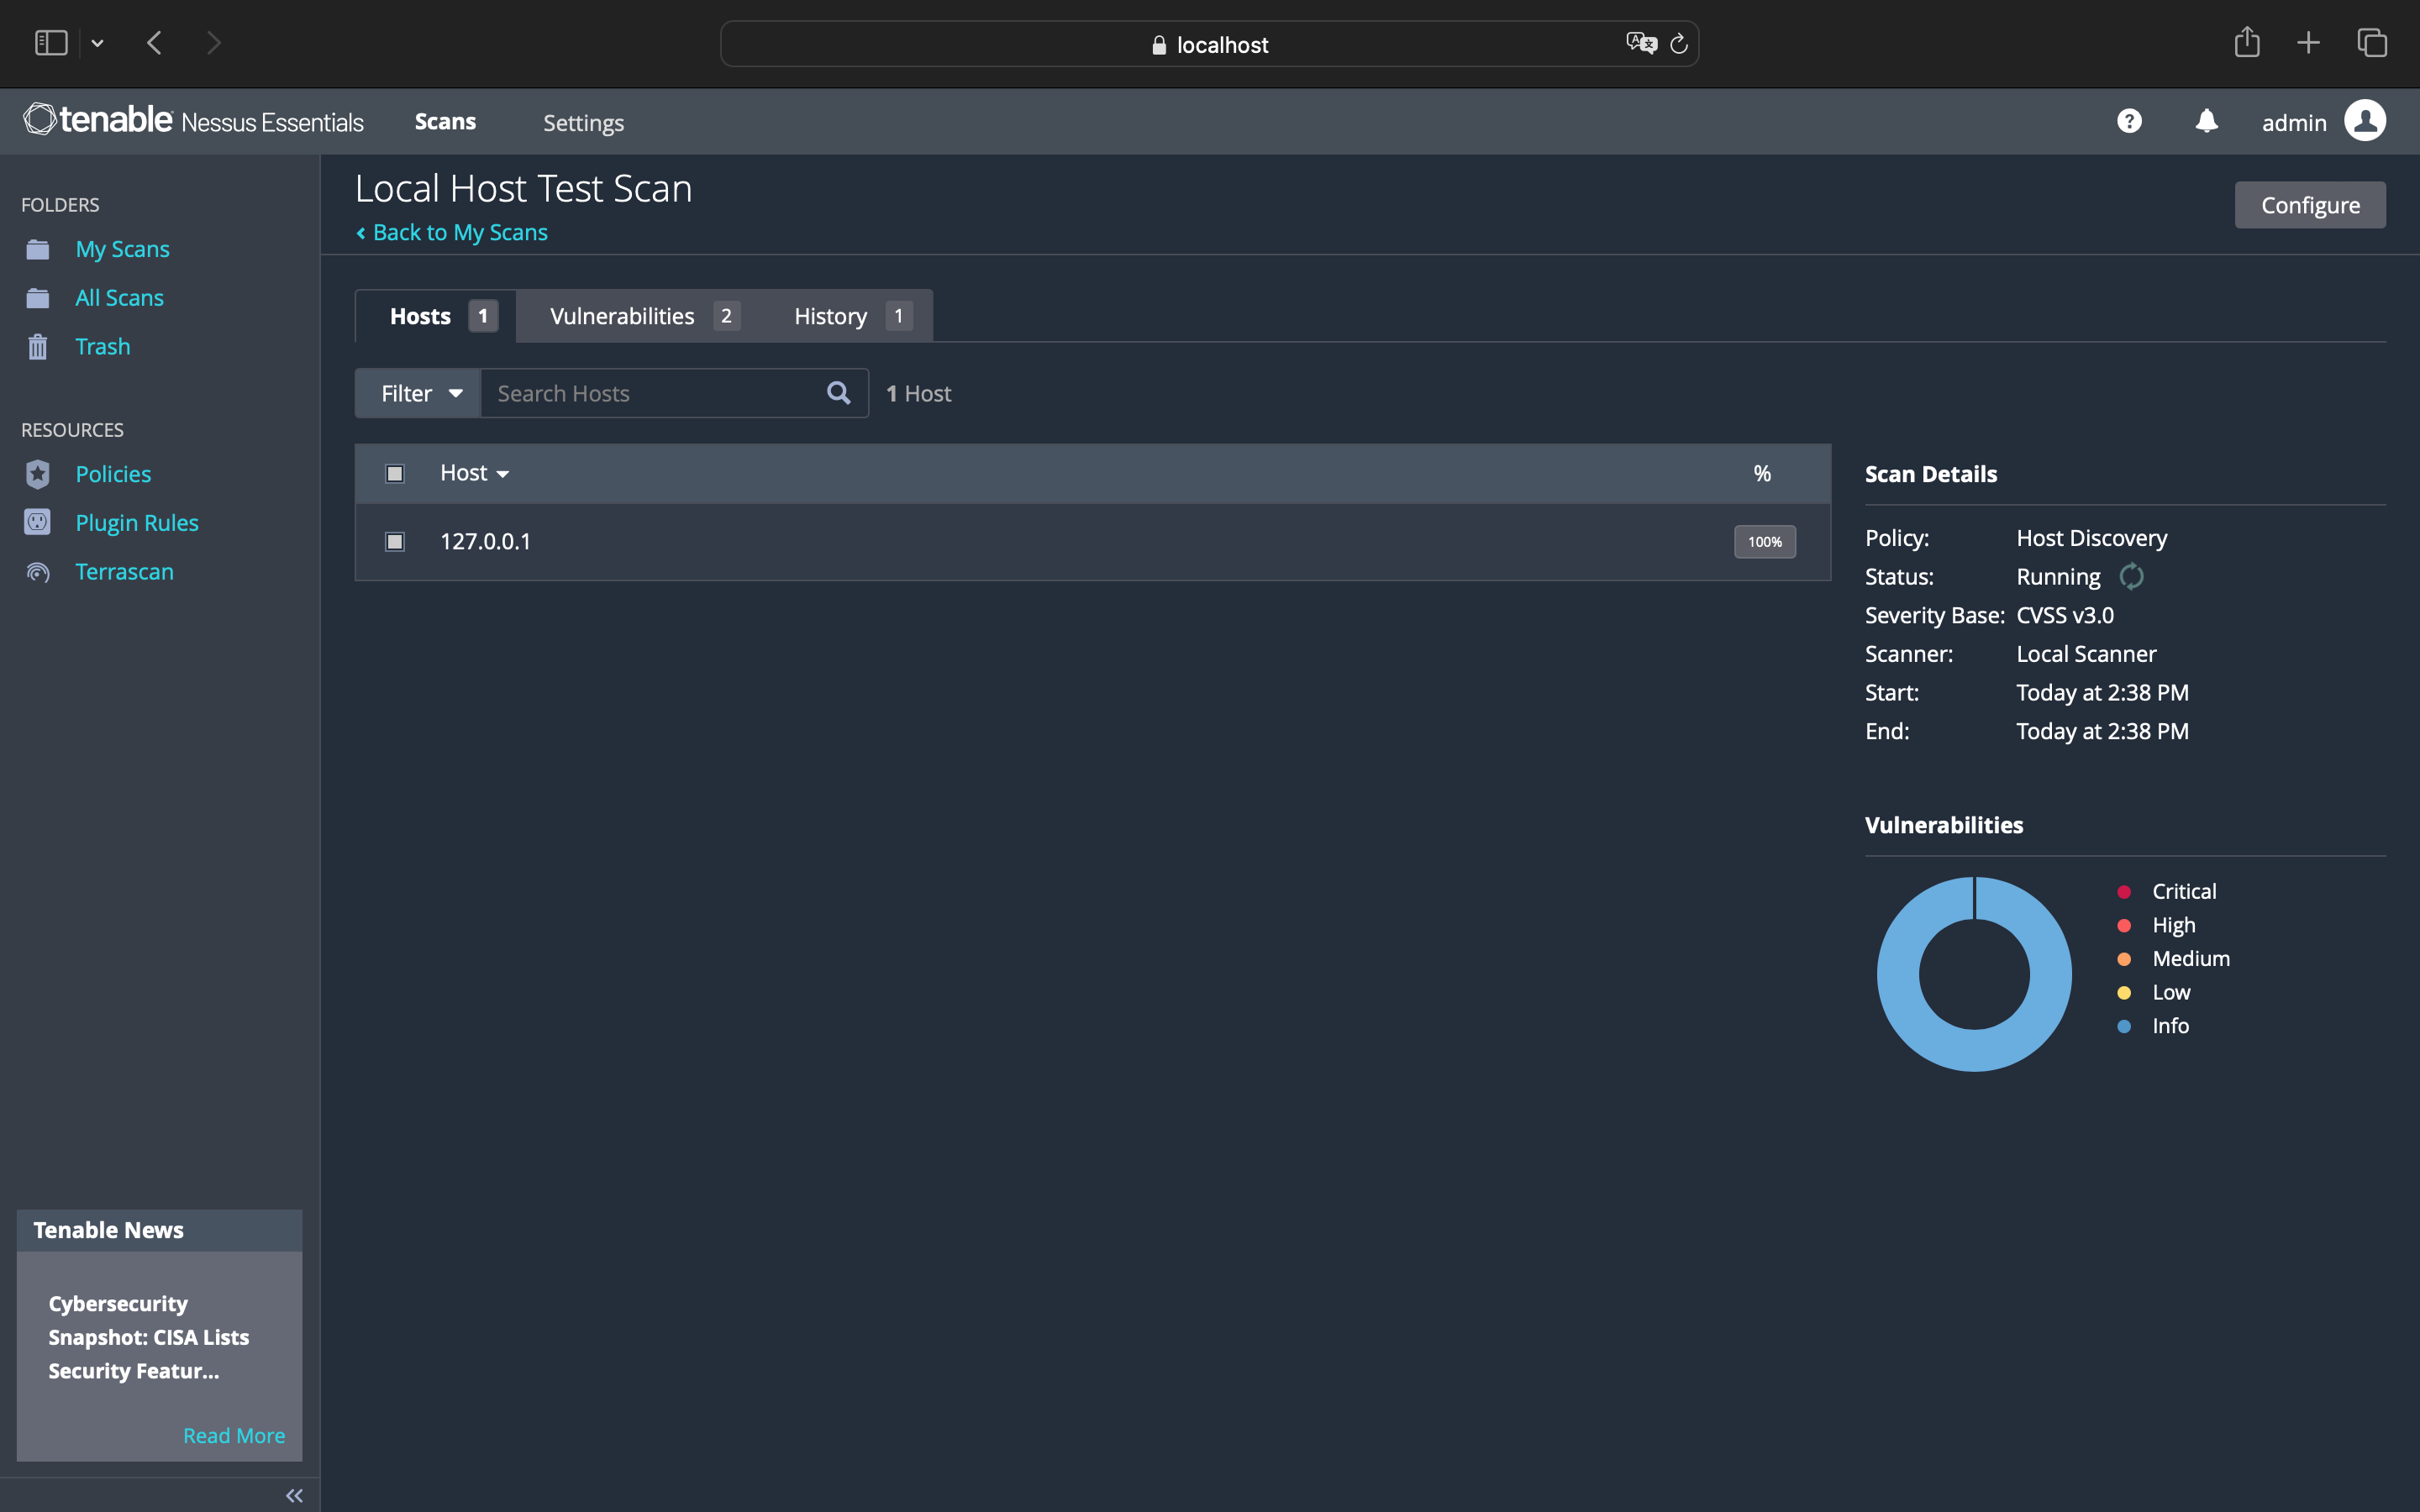 localhost
tenable Nessus Essentials
Scans
Settings
admin
FOLDERS
My Scans
All Scans
Trash
RESOURCES
Policies
Plugin Rules
Terrascan
Tenable News
Cybersecurity
Snapshot: CISA Lists
Security Featur...
Read More
Local Host Test Scan
Back to My Scans
Configure
Hosts 1
Vulnerabilities 2
History 1
Filter
Search Hosts
1 Host
Host %
127.0.0.1 100%
Scan Details
Policy: Host Discovery
Status: Running
Severity Base: CVSS v3.0
Scanner: Local Scanner
Start: Today at 2:38 PM
End: Today at 2:38 PM
Vulnerabilities
Critical
High
Medium
Low
Info